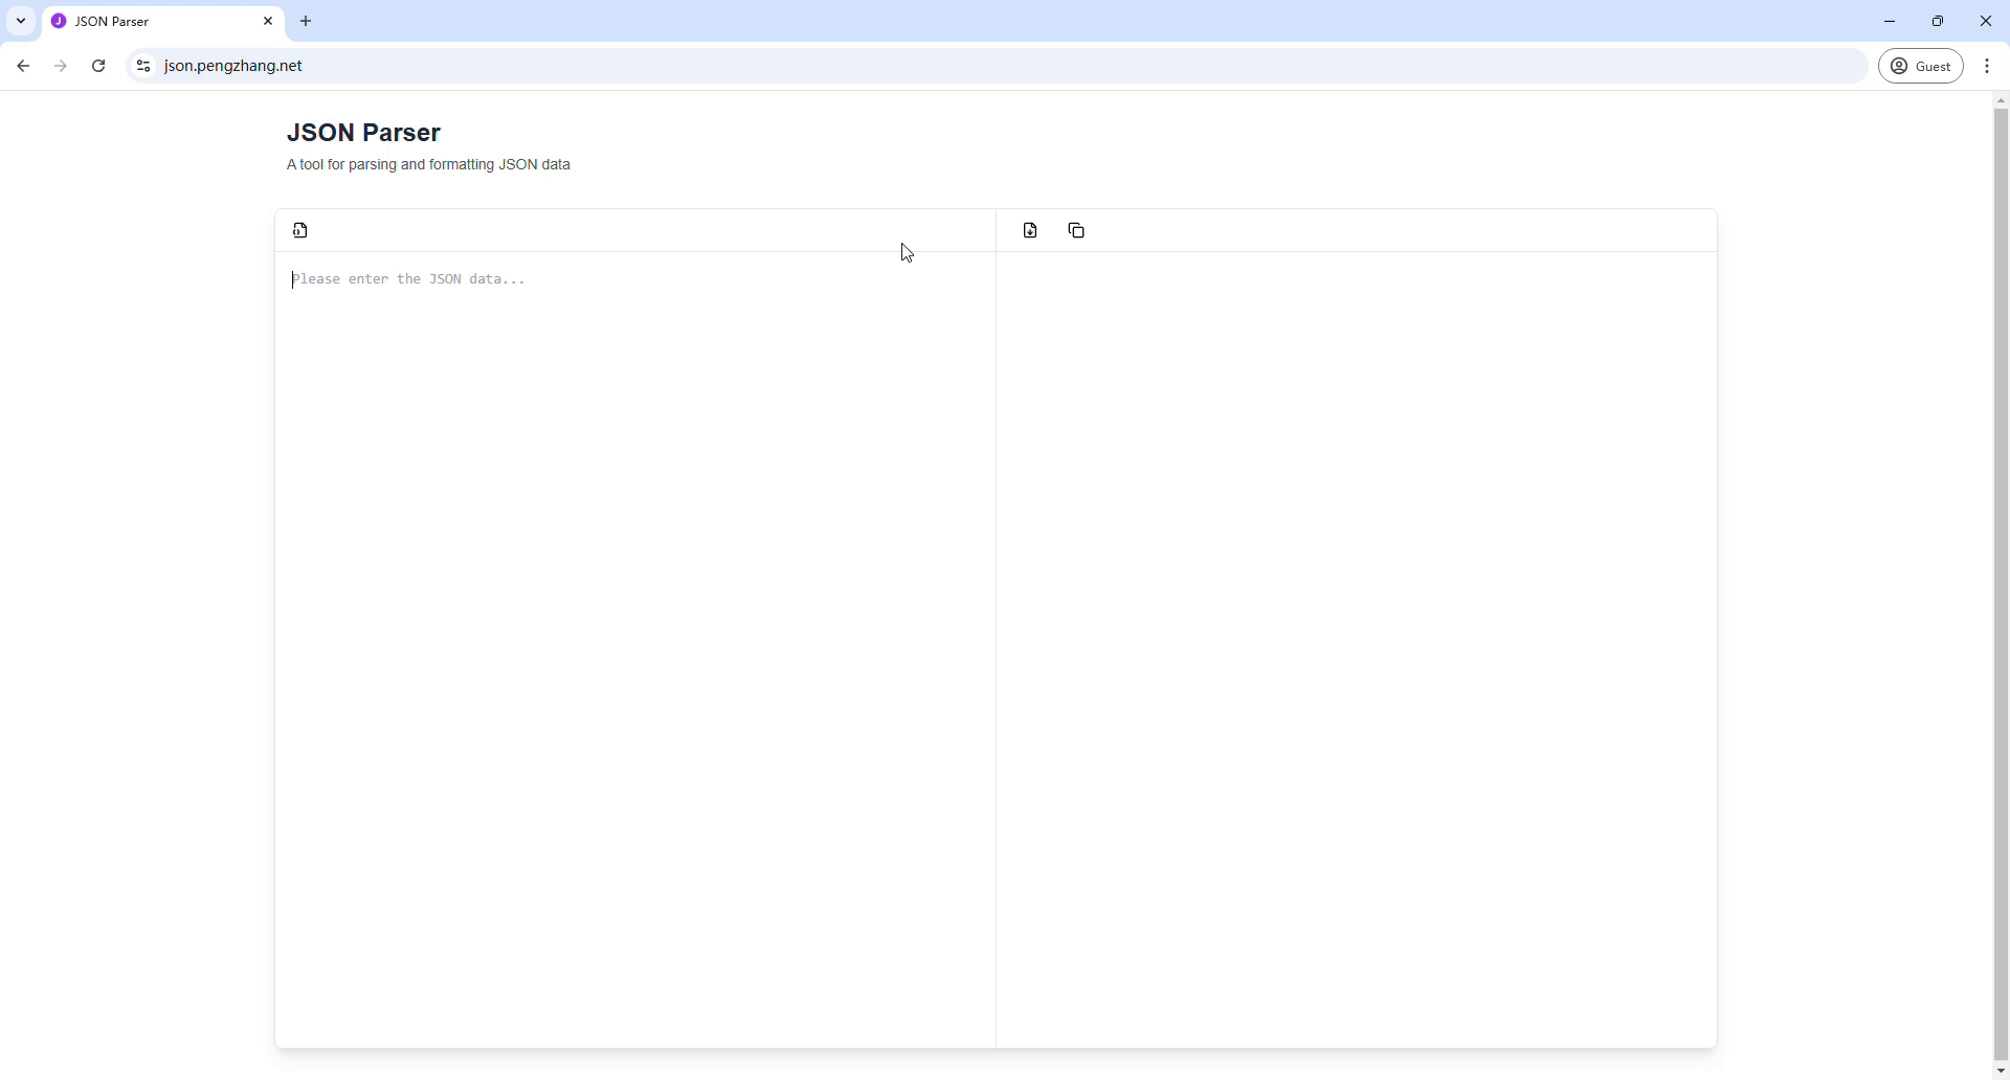 JSON Parser
json.pengzhang.net
Guest
JSON Parser
A tool for parsing and formatting JSON data
Please enter the JSON data...